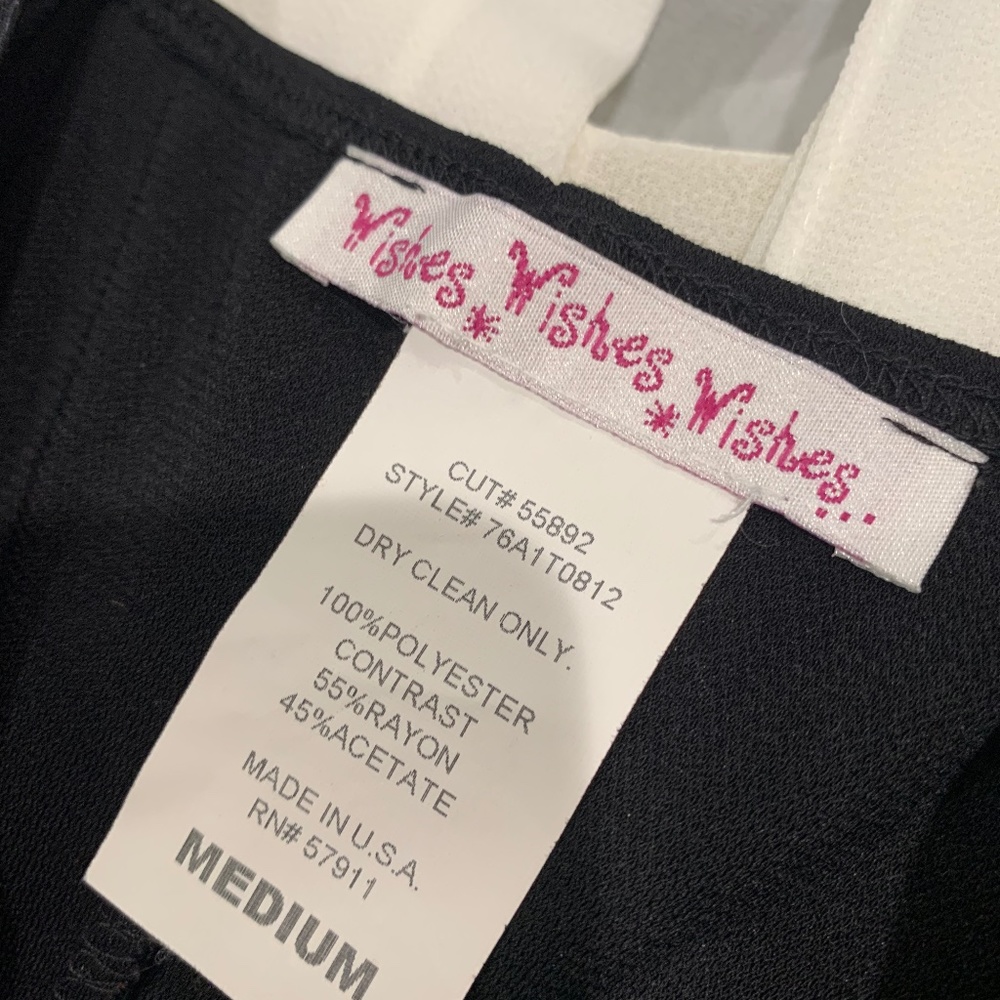 Wishes Wishes Wishes...
CUT# 55892
STYLE# 76A1T0812
DRY CLEAN ONLY.
100%POLYESTER
CONTRAST
55%RAYON
45%ACETATE
MADE IN U.S.A.
RN# 57911
MEDIUM